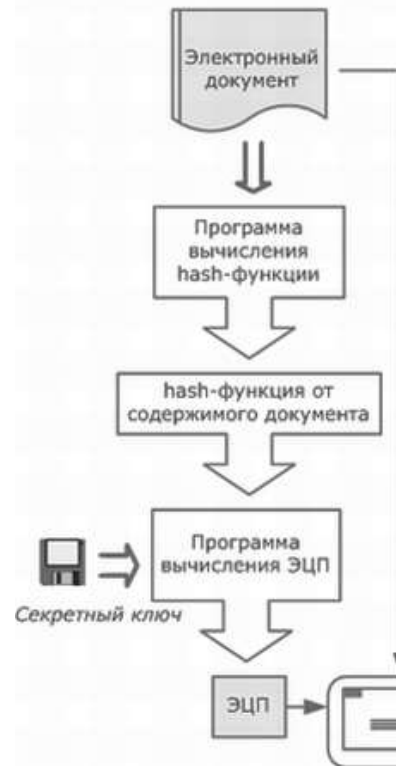 Электронный
документ
Программа
вычисления
hash-функции
hash-функция от
содержимого документа
Программа
вычисления ЭЦП
Секретный ключ
ЭЦП